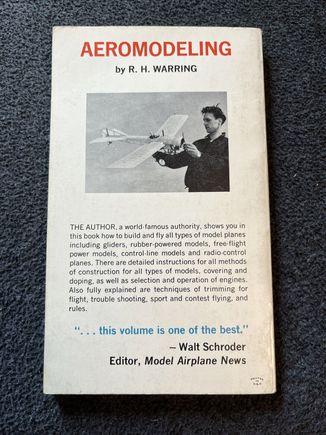 AEROMODELING
by R. H. WARRING
THE AUTHOR, a world-famous authority, shows you in
this book how to build and fly all types of model planes
including gliders, rubber-powered models, free-flight
power models, control-line models and radio-control
planes. There are detailed instructions for all methods
of construction for all types of models, covering and
doping, as well as selection and operation of engines.
Also fully explained are techniques of trimming for
flight, trouble shooting, sport and contest flying, and
rules.
“. . . this volume is one of the best.”
— Walt Schroder
Editor, Model Airplane News